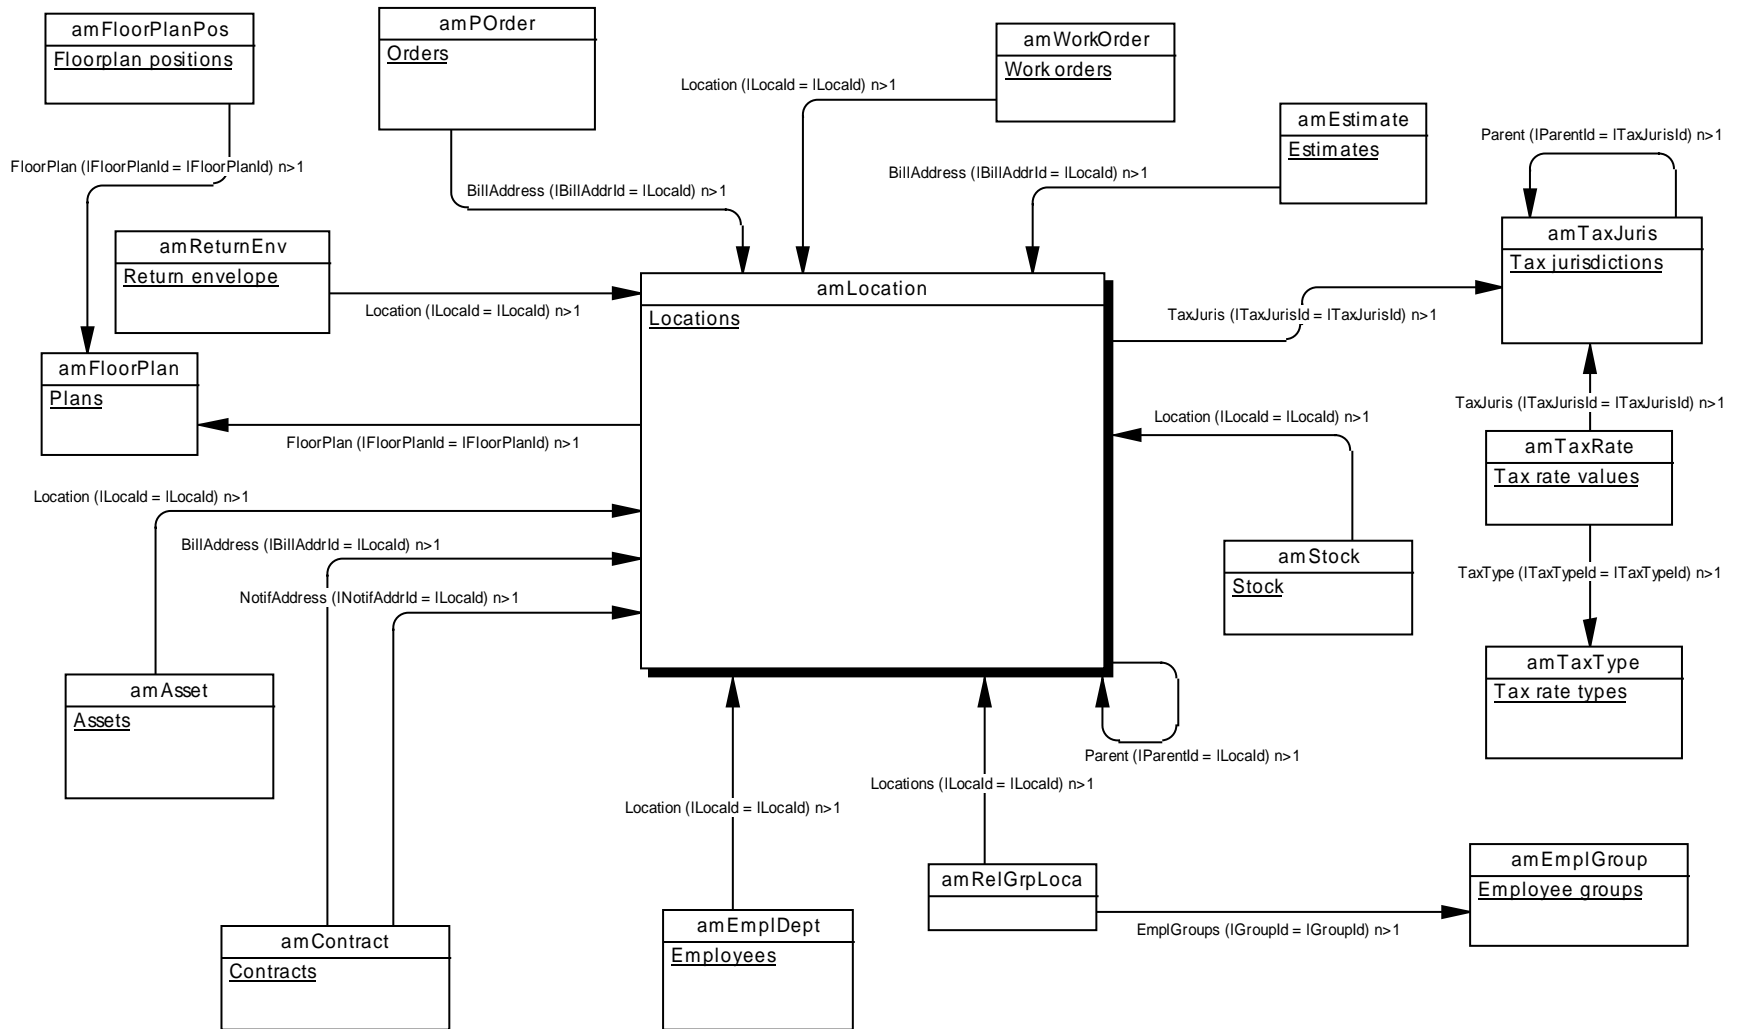 amFloorPlanPos
Floorplan positions
amPOrder
Orders
amWorkOrder
Work orders
Location (lLocaId = lLocaId) n>1
amEstimate
Estimates
Parent (lParentId = lTaxJurisId) n>1
FloorPlan (lFloorPlanId = lFloorPlanId) n>1
BillAddress (lBillAddrId = lLocaId) n>1
BillAddress (lBillAddrId = lLocaId) n>1
amReturnEnv
Return envelope
amTaxJuris
Tax jurisdictions
amLocation
Locations
Location (lLocaId = lLocaId) n>1
TaxJuris (lTaxJurisId = lTaxJurisId) n>1
amFloorPlan
Plans
TaxJuris (lTaxJurisId = lTaxJurisId) n>1
Location (lLocaId = lLocaId) n>1
FloorPlan (lFloorPlanId = lFloorPlanId) n>1
amTaxRate
Tax rate values
Location (lLocaId = lLocaId) n>1
BillAddress (lBillAddrId = lLocaId) n>1
amStock
Stock
TaxType (lTaxTypeId = lTaxTypeId) n>1
NotifAddress (lNotifAddrId = lLocaId) n>1
amTaxType
Tax rate types
amAsset
Assets
Parent (lParentId = lLocaId) n>1
Locations (lLocaId = lLocaId) n>1
Location (lLocaId = lLocaId) n>1
amRelGrpLoca
amEmplGroup
Employee groups
EmplGroups (lGroupId = lGroupId) n>1
amContract
Contracts
amEmplDept
Employees